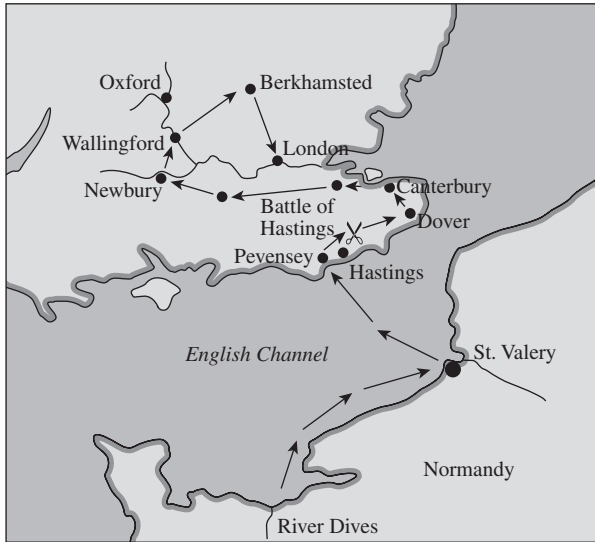 Oxford
Berkhamsted
Wallingford
London
Newbury
Canterbury
Battle of
Hastings
Dover
Pevensey
Hastings
English Channel
St. Valery
Normandy
River Dives